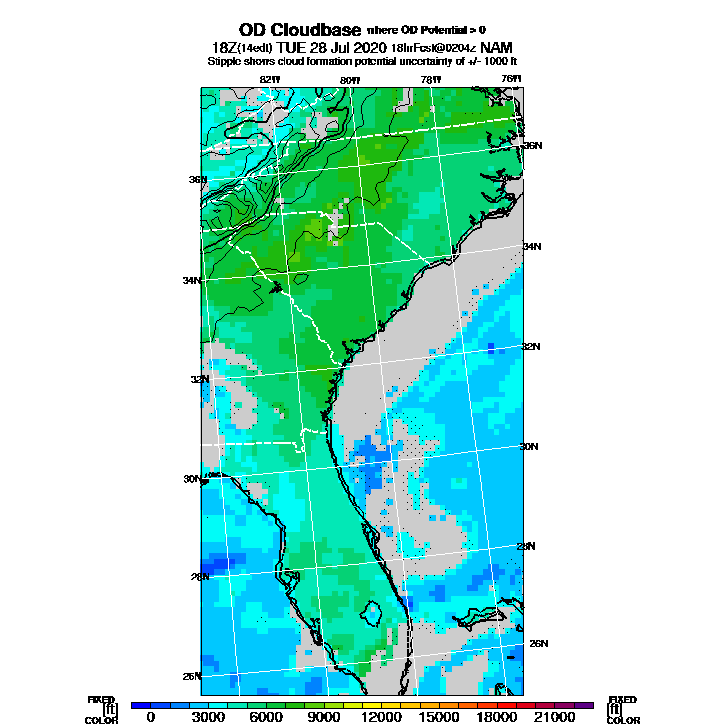 OD Cloudbase where OD Potential > 0
18Z(14edt) TUE 28 Jul 2020 18hrFcst@0204z NAM
Stipple shows cloud formation potential uncertainty of +/- 1000 ft
82W 80W 78W 76W
36N
36N
34N
34N
32N
32N
30N
30N
28N
28N
26N
26N
FIXED FIXED
[ft] [ft]
COLOR 0 3000 6000 9000 12000 15000 18000 21000 COLOR